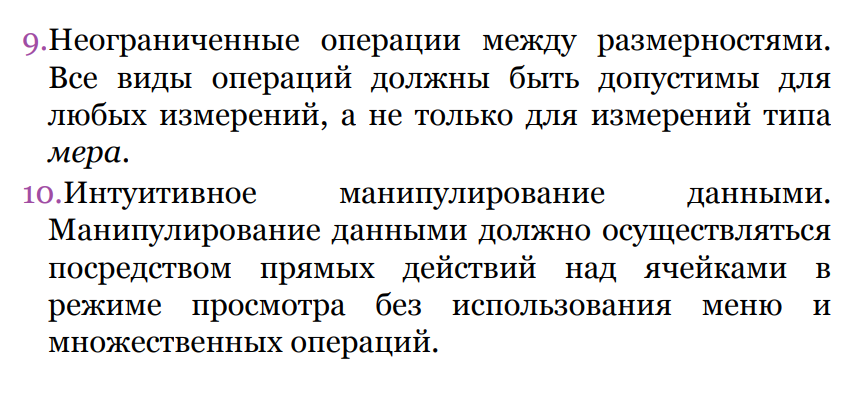 9.Неограниченные операции между размерностями.
Все виды операций должны быть допустимы для
любых измерений, а не только для измерений типа
мера.
10.Интуитивное манипулирование данными.
Манипулирование данными должно осуществляться
посредством прямых действий над ячейками в
режиме просмотра без использования меню и
множественных операций.